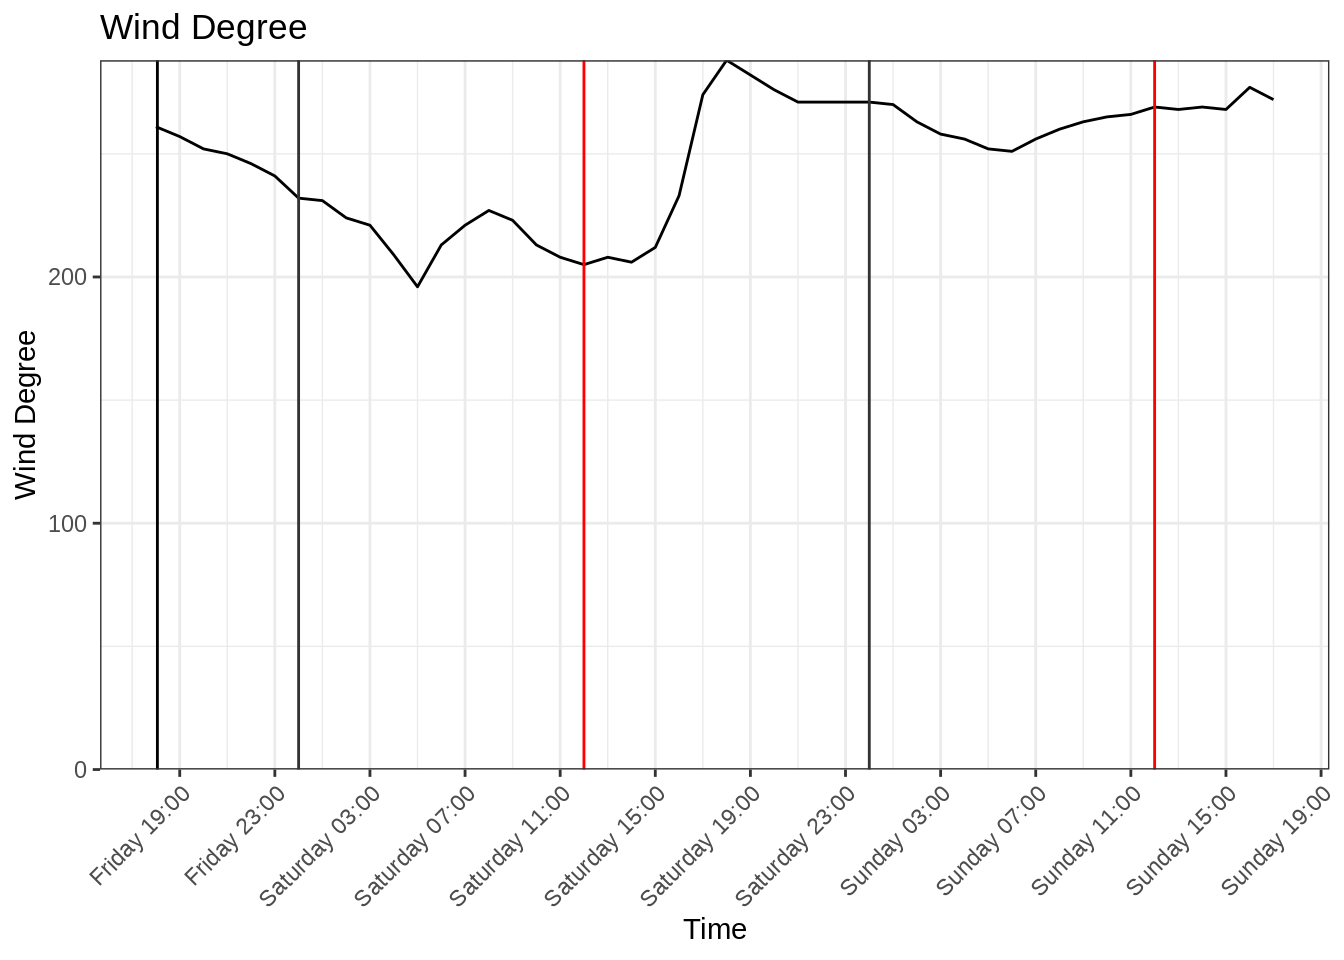 Wind Degree
Wind Degree
200
100
0
Friday 19:00
Friday 23:00
Saturday 03:00
Saturday 07:00
Saturday 11:00
Saturday 15:00
Saturday 19:00
Saturday 23:00
Sunday 03:00
Sunday 07:00
Sunday 11:00
Sunday 15:00
Sunday 19:00
Time